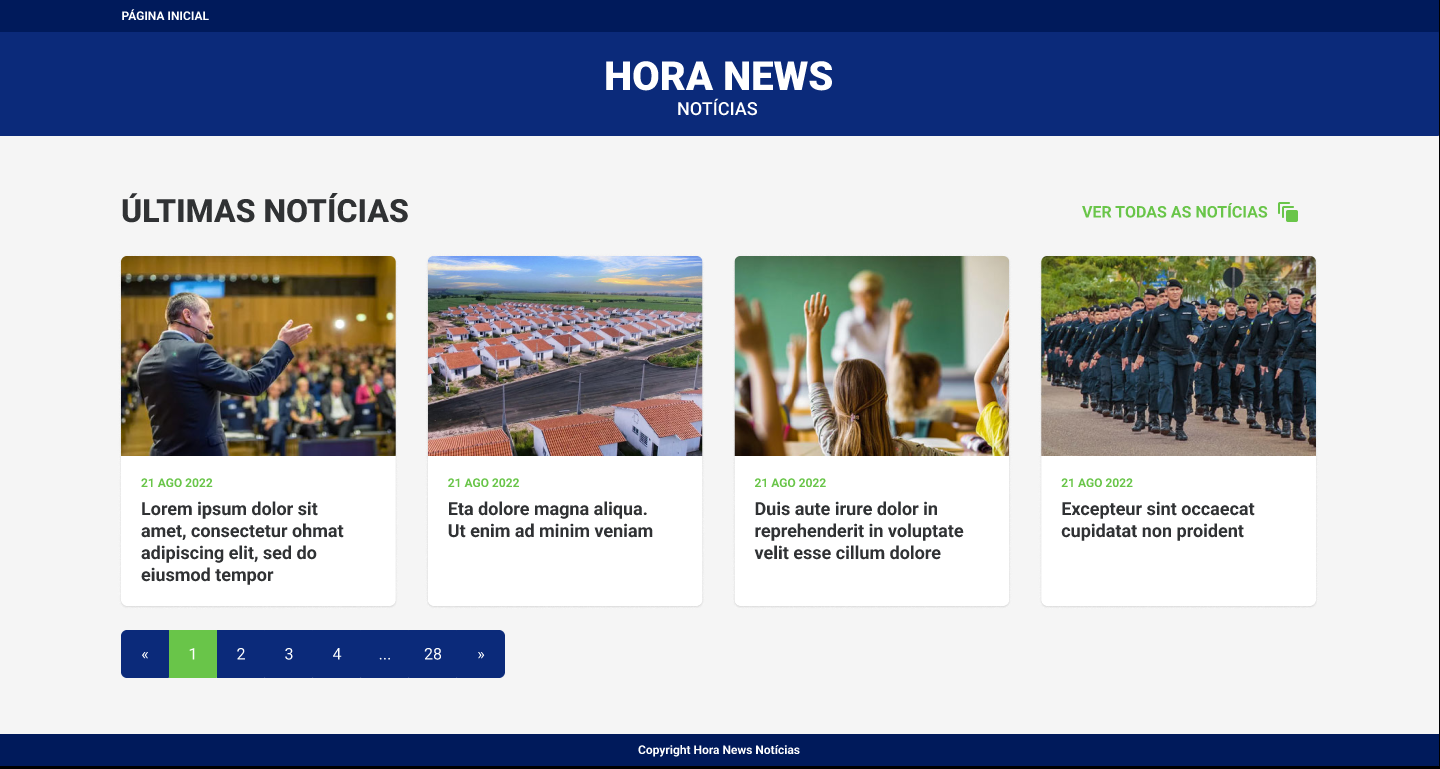 PÁGINA INICIAL
HORA NEWS
NOTÍCIAS
ÚLTIMAS NOTÍCIAS
VER TODAS AS NOTÍCIAS
21 AGO 2022
Lorem ipsum dolor sit
amet, consectetur ohmat
adipiscing elit, sed do
eiusmod tempor
21 AGO 2022
Eta dolore magna aliqua.
Ut enim ad minim veniam
21 AGO 2022
Duis aute irure dolor in
reprehenderit in voluptate
velit esse cillum dolore
21 AGO 2022
Excepteur sint occaecat
cupidatat non proident
« 1 2 3 4 ... 28 »
Copyright Hora News Notícias